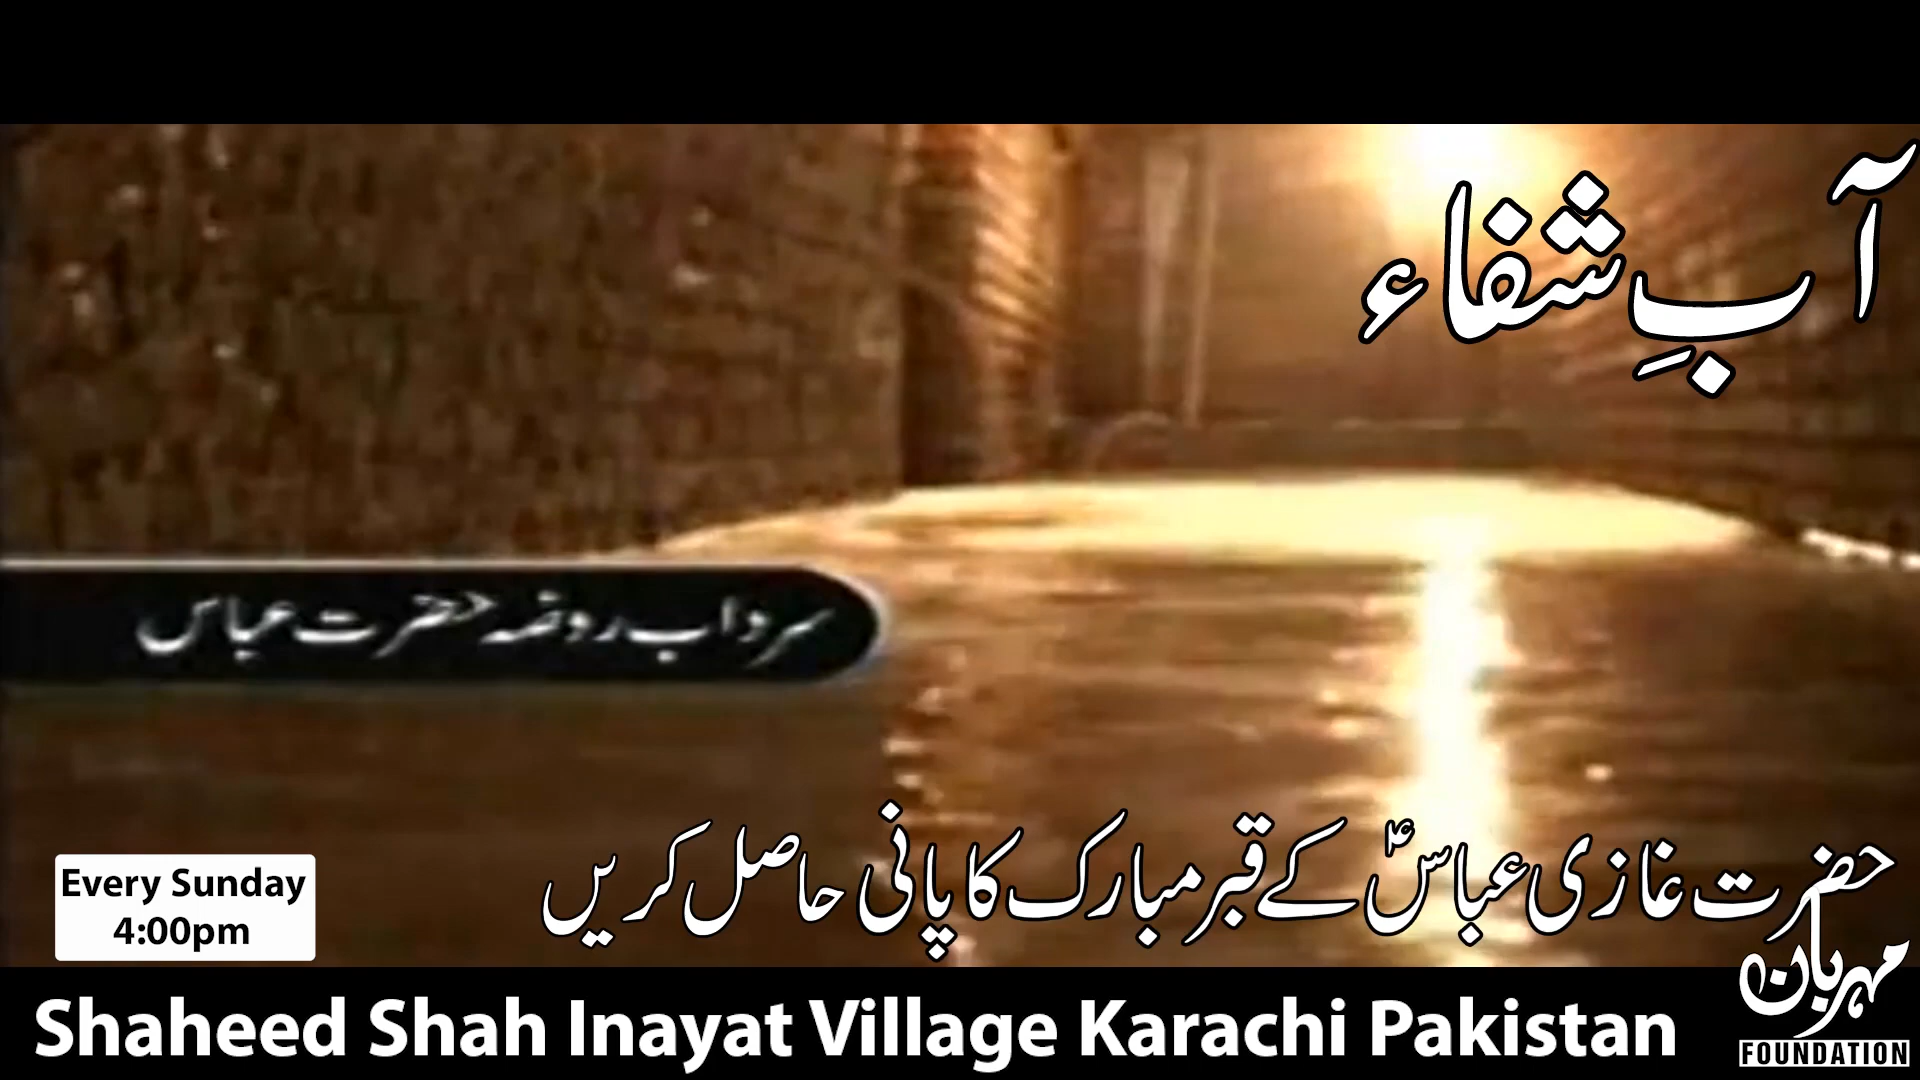 آبِ شفاء
سرداب روضہ حضرت عباس
حضرت غازی عباسؑ کے قبر مبارک کا پانی حاصل کریں
Every Sunday
4:00pm
مہربان
FOUNDATION
Shaheed Shah Inayat Village Karachi Pakistan